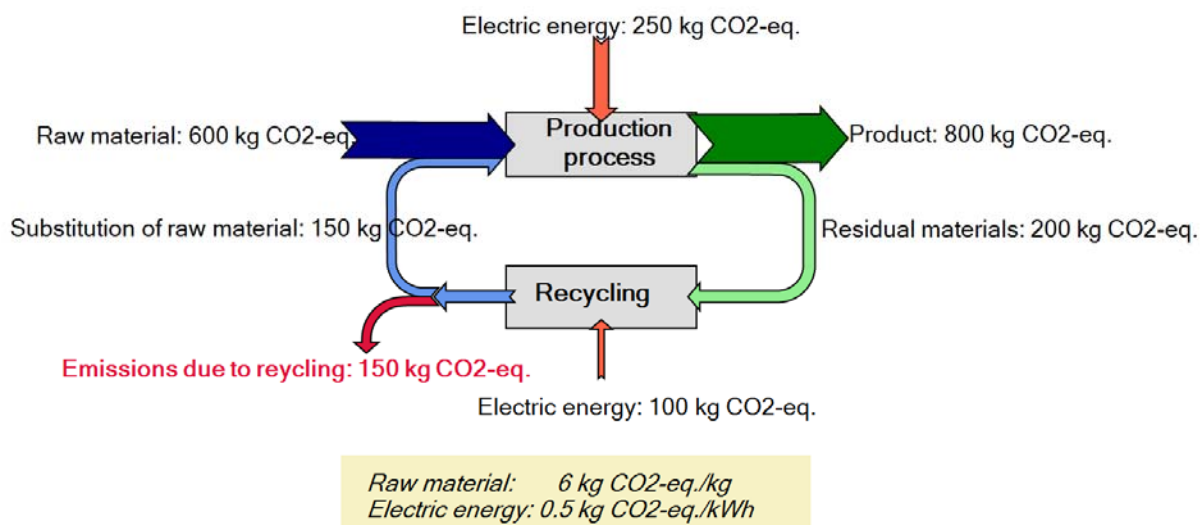 Electric energy: 250 kg CO2-eq.
Raw material: 600 kg CO2-eq.
Production
process
Product: 800 kg CO2-eq.
Substitution of raw material: 150 kg CO2-eq.
Residual materials: 200 kg CO2-eq.
Recycling
Emissions due to reycling: 150 kg CO2-eq.
Electric energy: 100 kg CO2-eq.
Raw material: 6 kg CO2-eq./kg
Electric energy: 0.5 kg CO2-eq./kWh